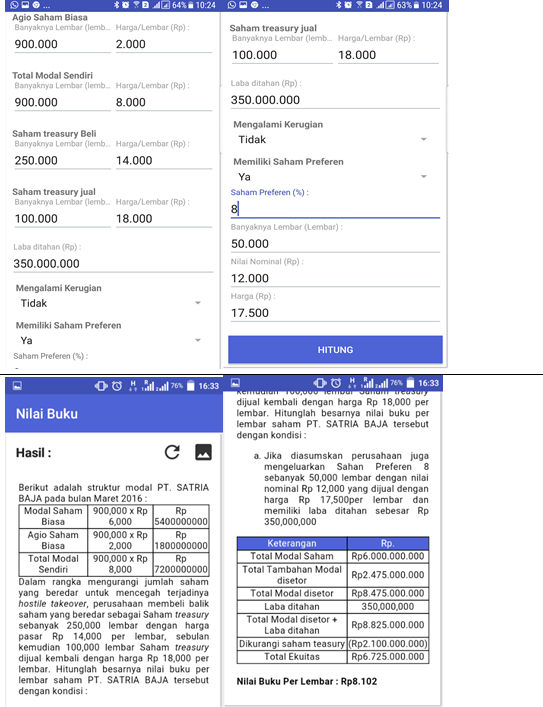 64% 10:24
Agio Saham Biasa
Banyaknya Lembar (lemb... Harga/Lembar (Rp) :
900.000 2.000
Total Modal Sendiri
Banyaknya Lembar (lemb... Harga/Lembar (Rp) :
900.000 8.000
Saham treasury Beli
Banyaknya Lembar (lemb... Harga/Lembar (Rp) :
250.000 14.000
Saham treasury jual
Banyaknya Lembar (lemb... Harga/Lembar (Rp) :
100.000 18.000
Laba ditahan (Rp) :
350.000.000
Mengalami Kerugian
Tidak
Memiliki Saham Preferen
Ya
Saham Preferen (%) :
63% 10:24
Saham treasury jual
Banyaknya Lembar (lemb... Harga/Lembar (Rp) :
100.000 18.000
Laba ditahan (Rp) :
350.000.000
Mengalami Kerugian
Tidak
Memiliki Saham Preferen
Ya
Saham Preferen (%) :
8
Banyaknya Lembar (Lembar) :
50.000
Nilai Nominal (Rp) :
12.000
Harga (Rp) :
17.500
HITUNG
76% 16:33
Nilai Buku
Hasil :
Berikut adalah struktur modal PT. SATRIA
BAJA pada bulan Maret 2016 :
Modal Saham Biasa 900,000 x Rp 6,000 Rp 5400000000
Agio Saham Biasa 900,000 x Rp 2,000 Rp 1800000000
Total Modal Sendiri 900,000 x Rp 8,000 Rp 7200000000
Dalam rangka mengurangi jumlah saham
yang beredar untuk mencegah terjadinya
hostile takeover, perusahaan membeli balik
saham yang beredar sebagai Saham treasury
sebanyak 250,000 lembar dengan harga
pasar Rp 14,000 per lembar, sebulan
kemudian 100,000 lembar Saham treasury
dijual kembali dengan harga Rp 18,000 per
lembar. Hitunglah besarnya nilai buku per
lembar saham PT. SATRIA BAJA tersebut
dengan kondisi :
76% 16:33
kemudian 100,000 lembar Saham treasury
dijual kembali dengan harga Rp 18,000 per
lembar. Hitunglah besarnya nilai buku per
lembar saham PT. SATRIA BAJA tersebut
dengan kondisi :
a. Jika diasumsikan perusahaan juga
mengeluarkan Sahan Preferen 8
sebanyak 50,000 lembar dengan nilai
nominal Rp 12,000 yang dijual dengan
harga Rp 17,500per lembar dan
memiliki laba ditahan sebesar Rp
350,000,000
Keterangan Rp.
Total Modal Saham Rp6.000.000.000
Total Tambahan Modal disetor Rp2.475.000.000
Total Modal disetor Rp8.475.000.000
Laba ditahan 350,000,000
Total Modal disetor + Laba ditahan Rp8.825.000.000
Dikurangi saham teasury (Rp2.100.000.000)
Total Ekuitas Rp6.725.000.000
Nilai Buku Per Lembar : Rp8.102